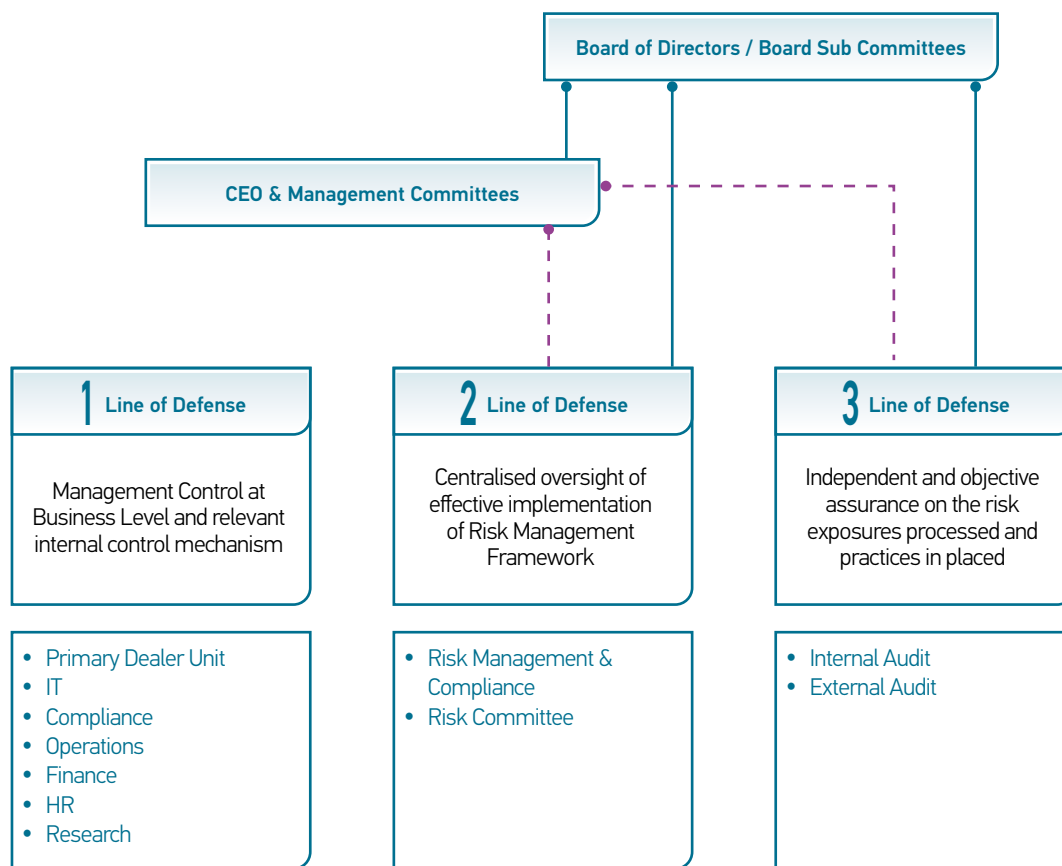 Board of Directors / Board Sub Committees
CEO & Management Committees
1 Line of Defense
Management Control at
Business Level and relevant
internal control mechanism
• Primary Dealer Unit
• IT
• Compliance
• Operations
• Finance
• HR
• Research
2 Line of Defense
Centralised oversight of
effective implementation
of Risk Management
Framework
• Risk Management &
Compliance
• Risk Committee
3 Line of Defense
Independent and objective
assurance on the risk
exposures processed and
practices in placed
• Internal Audit
• External Audit